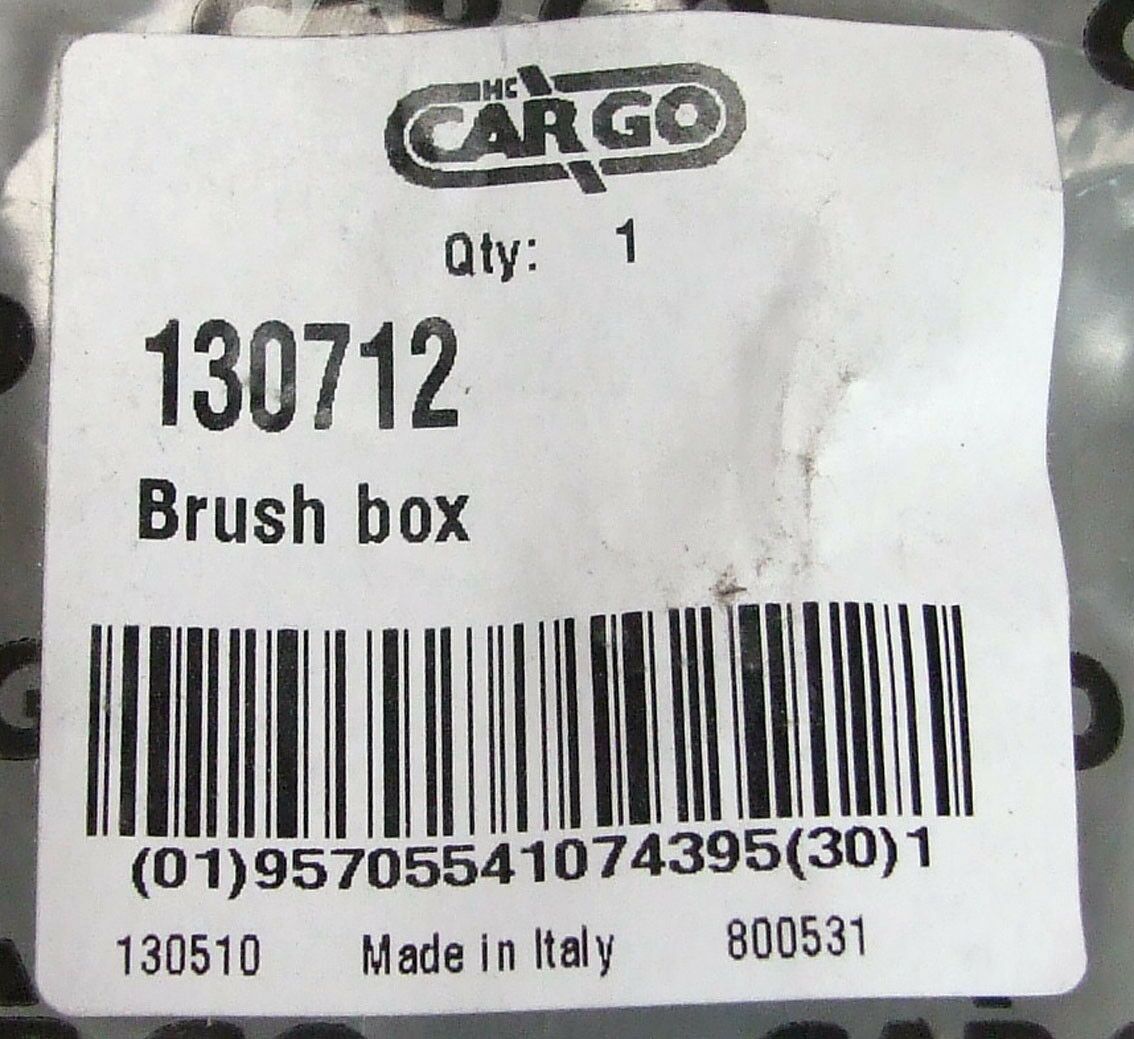 HC
CARGO
Qty: 1
130712
Brush box
(01)95705541074395(30)1
130510 Made in Italy 800531